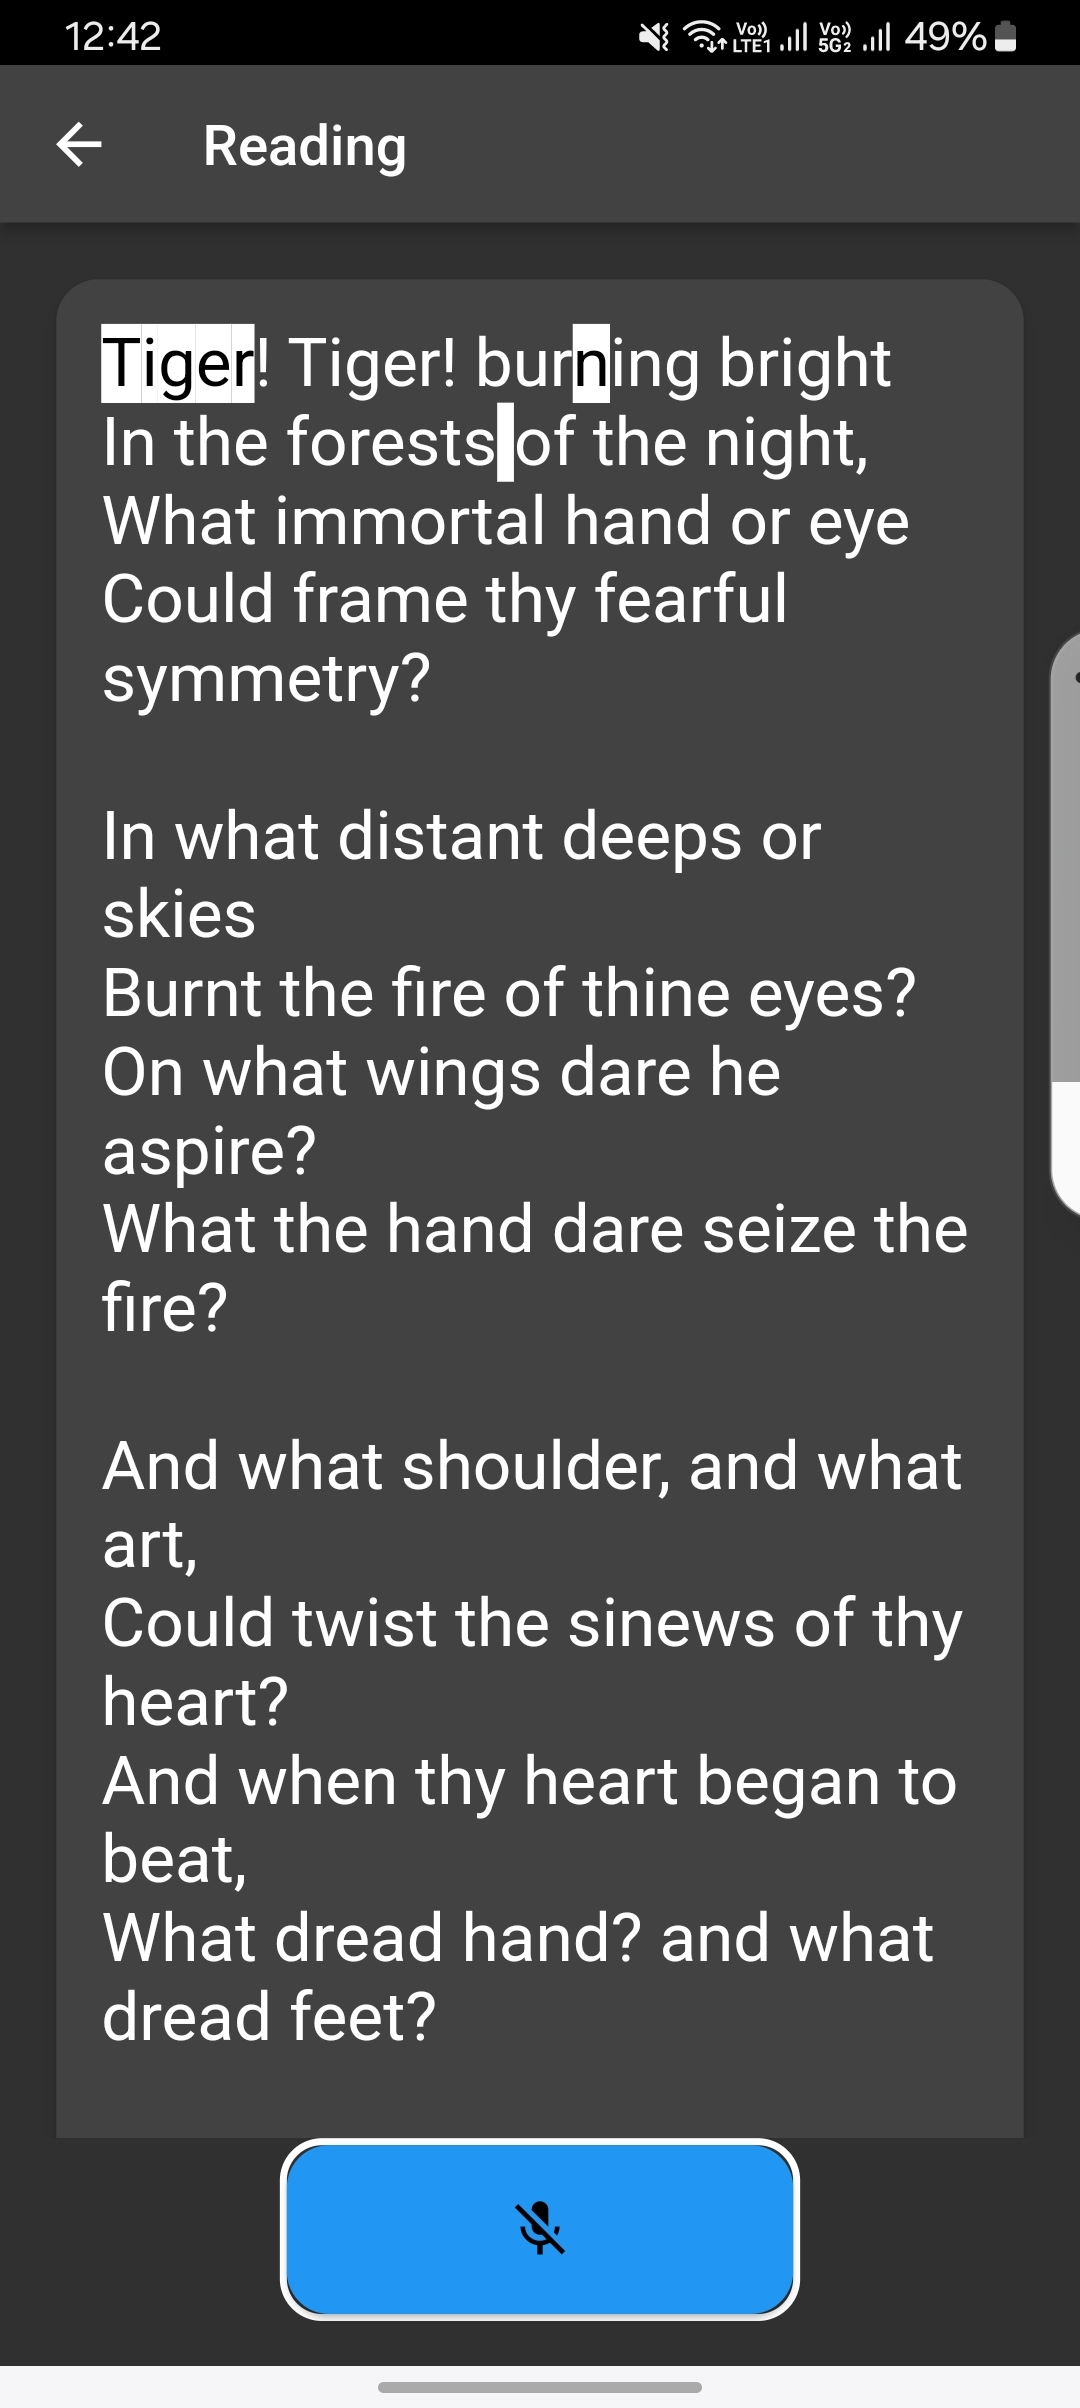 12:42 Vo)) LTE1 Vo)) 5G2 49%
Reading
Tiger! Tiger! burning bright
In the forests of the night,
What immortal hand or eye
Could frame thy fearful
symmetry?
In what distant deeps or
skies
Burnt the fire of thine eyes?
On what wings dare he
aspire?
What the hand dare seize the
fire?
And what shoulder, and what
art,
Could twist the sinews of thy
heart?
And when thy heart began to
beat,
What dread hand? and what
dread feet?